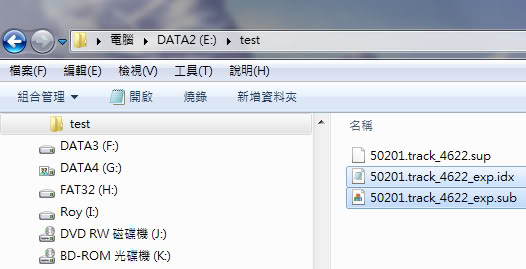 電腦 ▸ DATA2 (E:) ▸ test
檔案(F) 編輯(E) 檢視(V) 工具(T) 說明(H)
組合管理 開啟 燒錄 新增資料夾
test
DATA3 (F:)
DATA4 (G:)
FAT32 (H:)
Roy (I:)
DVD RW 磁碟機 (J:)
BD-ROM 光碟機 (K:)
名稱
50201.track_4622.sup
50201.track_4622_exp.idx
50201.track_4622_exp.sub